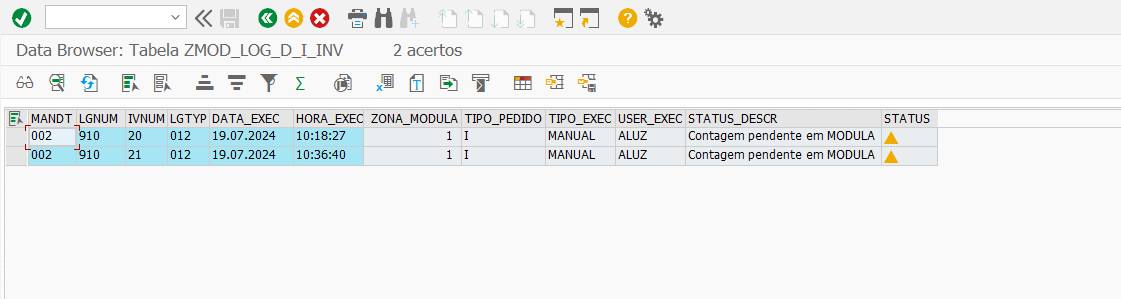 Data Browser: Tabela ZMOD_LOG_D_I_INV 2 acertos
MANDT LGNUM IVNUM LGTYP DATA_EXEC HORA_EXEC ZONA_MODULA TIPO_PEDIDO TIPO_EXEC USER_EXEC STATUS_DESCR STATUS
002 910 20 012 19.07.2024 10:18:27 1 I MANUAL ALUZ Contagem pendente em MODULA
002 910 21 012 19.07.2024 10:36:40 1 I MANUAL ALUZ Contagem pendente em MODULA